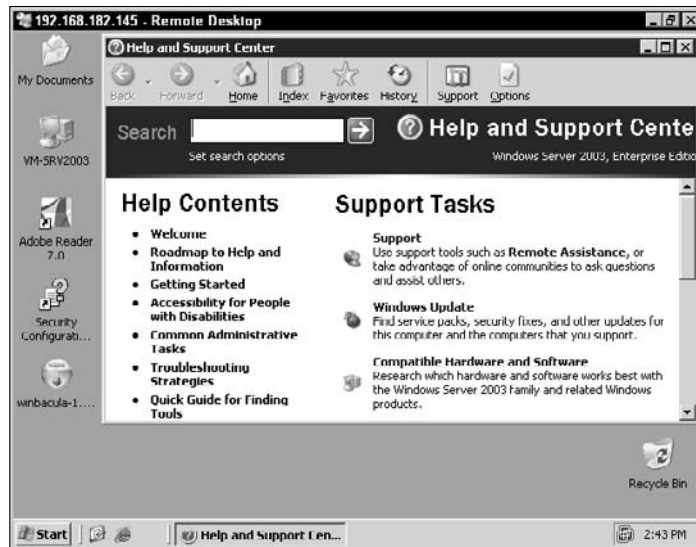 192.168.182.145 - Remote Desktop
My Documents
VM-SRV2003
Adobe Reader
7.0
Security
Configurati...
winbacula-1....
Help and Support Center
Back
Forward
Home
Index
Favorites
History
Support
Options
Search
Set search options
Help and Support Cente
Windows Server 2003, Enterprise Editio
Help Contents
Welcome
Roadmap to Help and
Information
Getting Started
Accessibility for People
with Disabilities
Common Administrative
Tasks
Troubleshooting
Strategies
Quick Guide for Finding
Tools
Support Tasks
Support
Use support tools such as Remote Assistance, or
take advantage of online communities to ask questions
and assist others.
Windows Update
Find service packs, security fixes, and other updates for
this computer and the computers that you support.
Compatible Hardware and Software
Research which hardware and software works best with
the Windows Server 2003 family and related Windows
products.
Recycle Bin
Start
Help and Support Cen...
2:43 PM